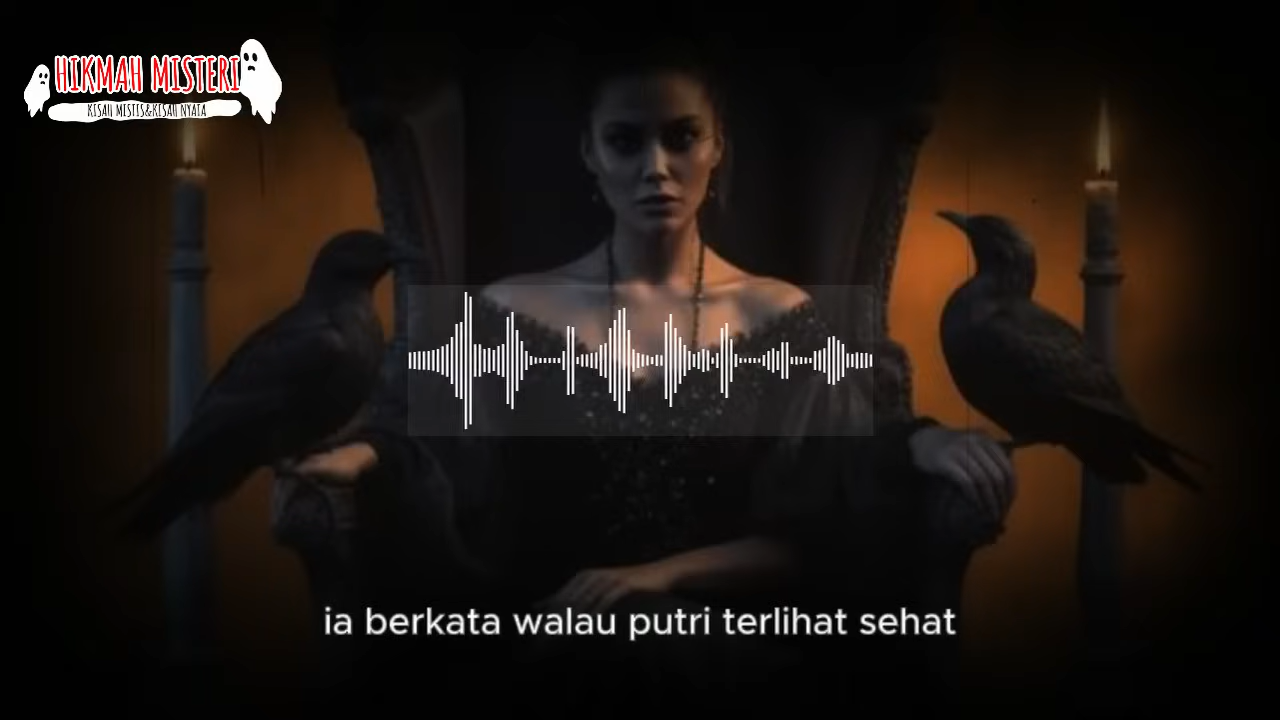 HIKMAH MISTERI
KISAH MISTIS&KISAH NYATA
ia berkata walau putri terlihat sehat